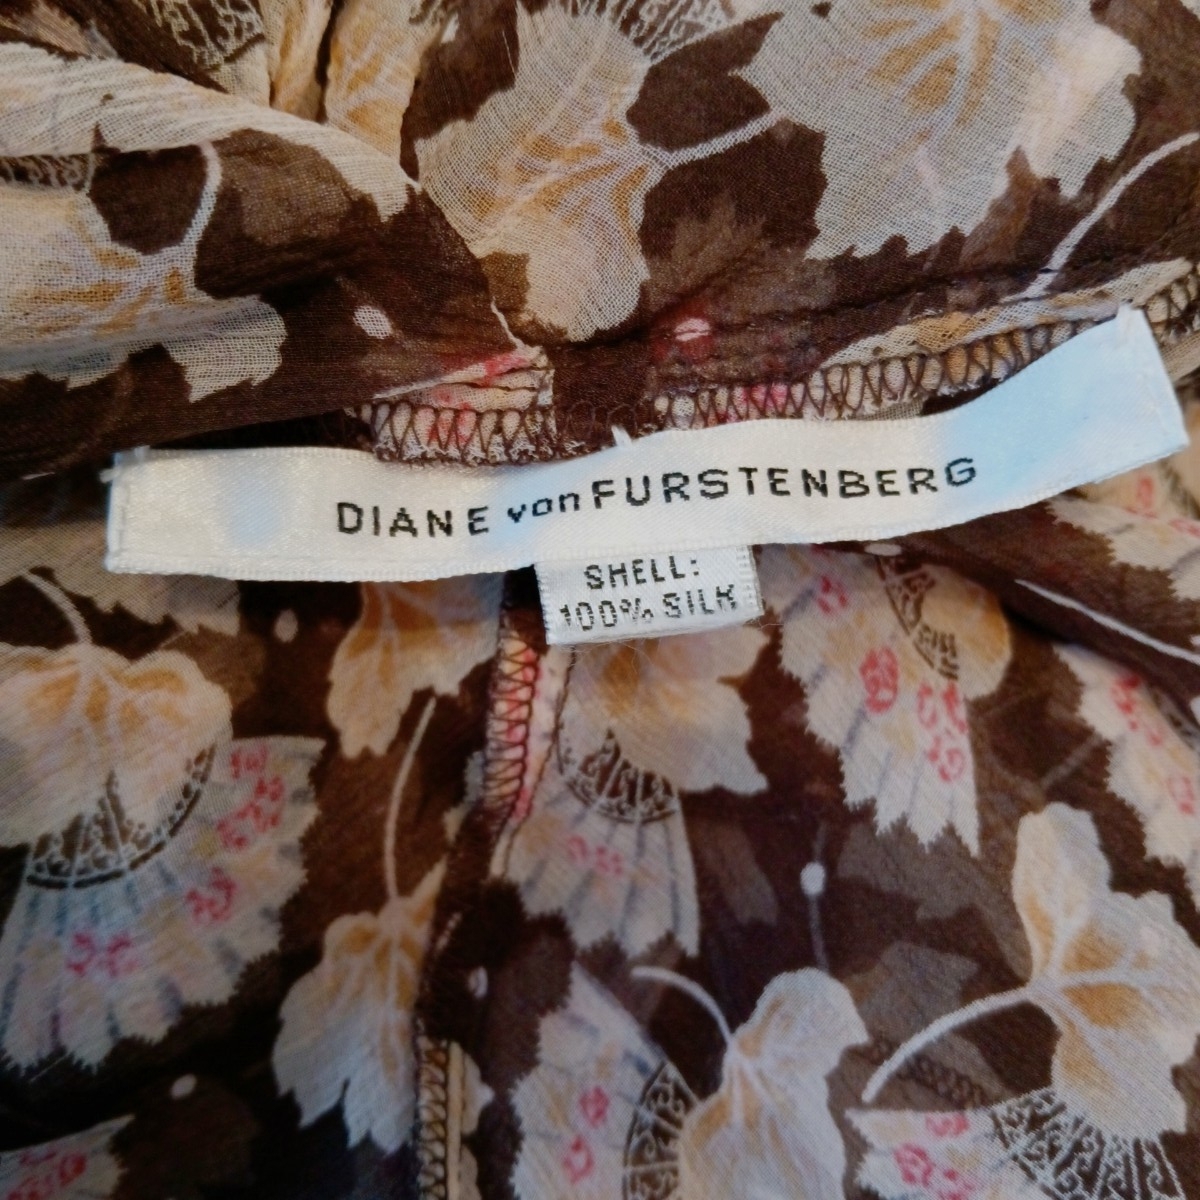 DIANE von FURSTENBERG
SHELL:
100% SILK